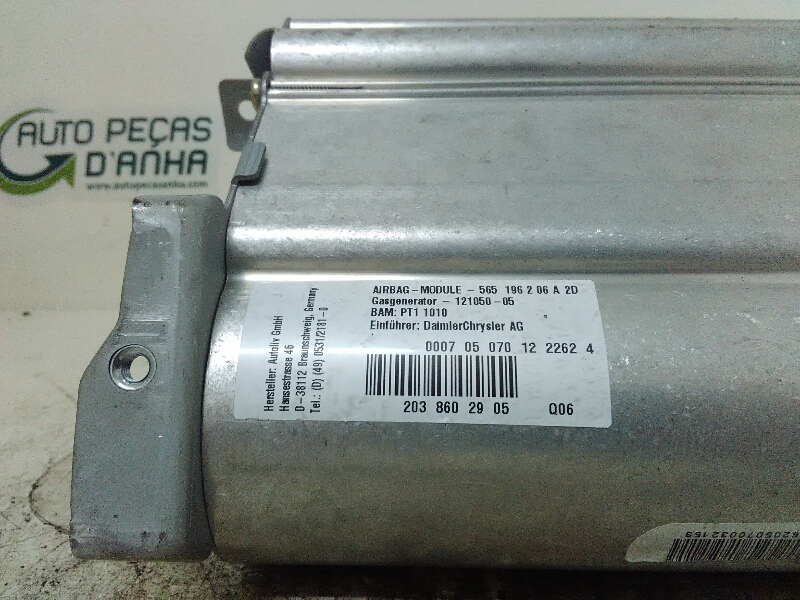 AUTO PEÇAS
D'ANHA
www.autopecasanha.com
Hersteller: Autoliv GmbH
Hansestrasse 46
D-38112 Braunschweig, Germany
Tel.: (D) (49) 0531/2181-0
AIRBAG-MODULE - 565 196 2 06 A 2D
Gasgenerator - 121050-05
BAM: PT1 1010
Einführer: DaimlerChrysler AG
0007 05 070 12 2262 4
203 860 29 05 Q06